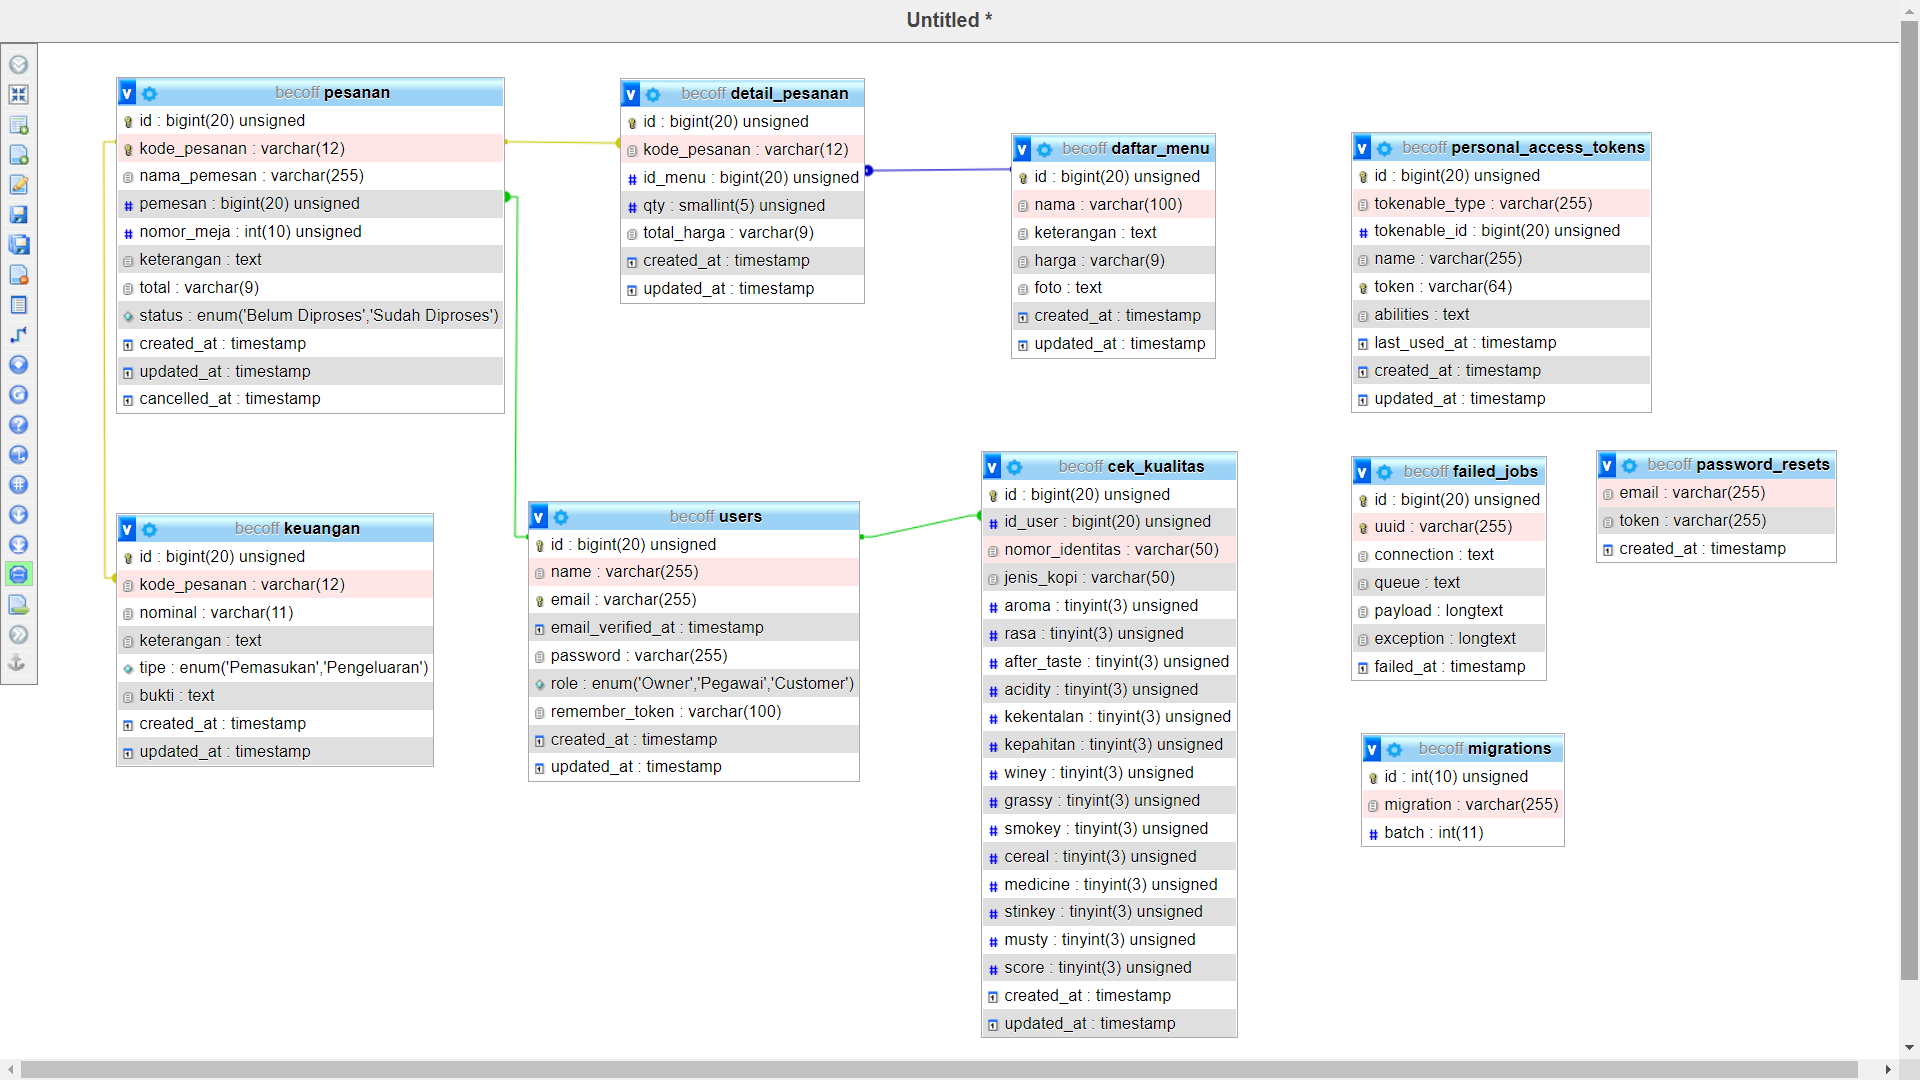 Untitled *
becoff pesanan
id : bigint(20) unsigned
kode_pesanan : varchar(12)
nama_pemesan : varchar(255)
pemesan : bigint(20) unsigned
nomor_meja : int(10) unsigned
keterangan : text
total : varchar(9)
status : enum('Belum Diproses','Sudah Diproses')
created_at : timestamp
updated_at : timestamp
cancelled_at : timestamp
becoff detail_pesanan
id : bigint(20) unsigned
kode_pesanan : varchar(12)
id_menu : bigint(20) unsigned
qty : smallint(5) unsigned
total_harga : varchar(9)
created_at : timestamp
updated_at : timestamp
becoff daftar_menu
id : bigint(20) unsigned
nama : varchar(100)
keterangan : text
harga : varchar(9)
foto : text
created_at : timestamp
updated_at : timestamp
becoff personal_access_tokens
id : bigint(20) unsigned
tokenable_type : varchar(255)
tokenable_id : bigint(20) unsigned
name : varchar(255)
token : varchar(64)
abilities : text
last_used_at : timestamp
created_at : timestamp
updated_at : timestamp
becoff keuangan
id : bigint(20) unsigned
kode_pesanan : varchar(12)
nominal : varchar(11)
keterangan : text
tipe : enum('Pemasukan','Pengeluaran')
bukti : text
created_at : timestamp
updated_at : timestamp
becoff users
id : bigint(20) unsigned
name : varchar(255)
email : varchar(255)
email_verified_at : timestamp
password : varchar(255)
role : enum('Owner','Pegawai','Customer')
remember_token : varchar(100)
created_at : timestamp
updated_at : timestamp
becoff cek_kualitas
id : bigint(20) unsigned
id_user : bigint(20) unsigned
nomor_identitas : varchar(50)
jenis_kopi : varchar(50)
aroma : tinyint(3) unsigned
rasa : tinyint(3) unsigned
after_taste : tinyint(3) unsigned
acidity : tinyint(3) unsigned
kekentalan : tinyint(3) unsigned
kepahitan : tinyint(3) unsigned
winey : tinyint(3) unsigned
grassy : tinyint(3) unsigned
smokey : tinyint(3) unsigned
cereal : tinyint(3) unsigned
medicine : tinyint(3) unsigned
stinkey : tinyint(3) unsigned
musty : tinyint(3) unsigned
score : tinyint(3) unsigned
created_at : timestamp
updated_at : timestamp
becoff failed_jobs
id : bigint(20) unsigned
uuid : varchar(255)
connection : text
queue : text
payload : longtext
exception : longtext
failed_at : timestamp
becoff password_resets
email : varchar(255)
token : varchar(255)
created_at : timestamp
becoff migrations
id : int(10) unsigned
migration : varchar(255)
batch : int(11)